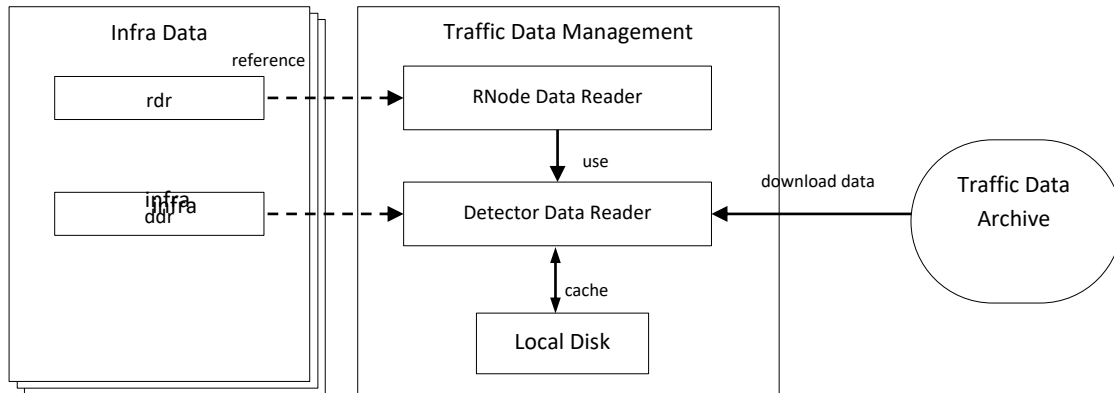 Infra Data
Traffic Data Management
reference
rdr
RNode Data Reader
use
infra
infra
ddr
Detector Data Reader
download data
Traffic Data
Archive
cache
Local Disk